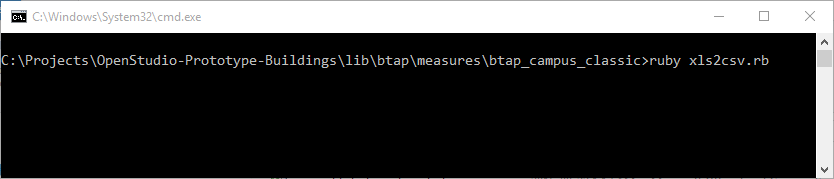 C:\Windows\System32\cmd.exe
C:\Projects\OpenStudio-Prototype-Buildings\lib\btap\measures\btap_campus_classic>ruby xls2csv.rb